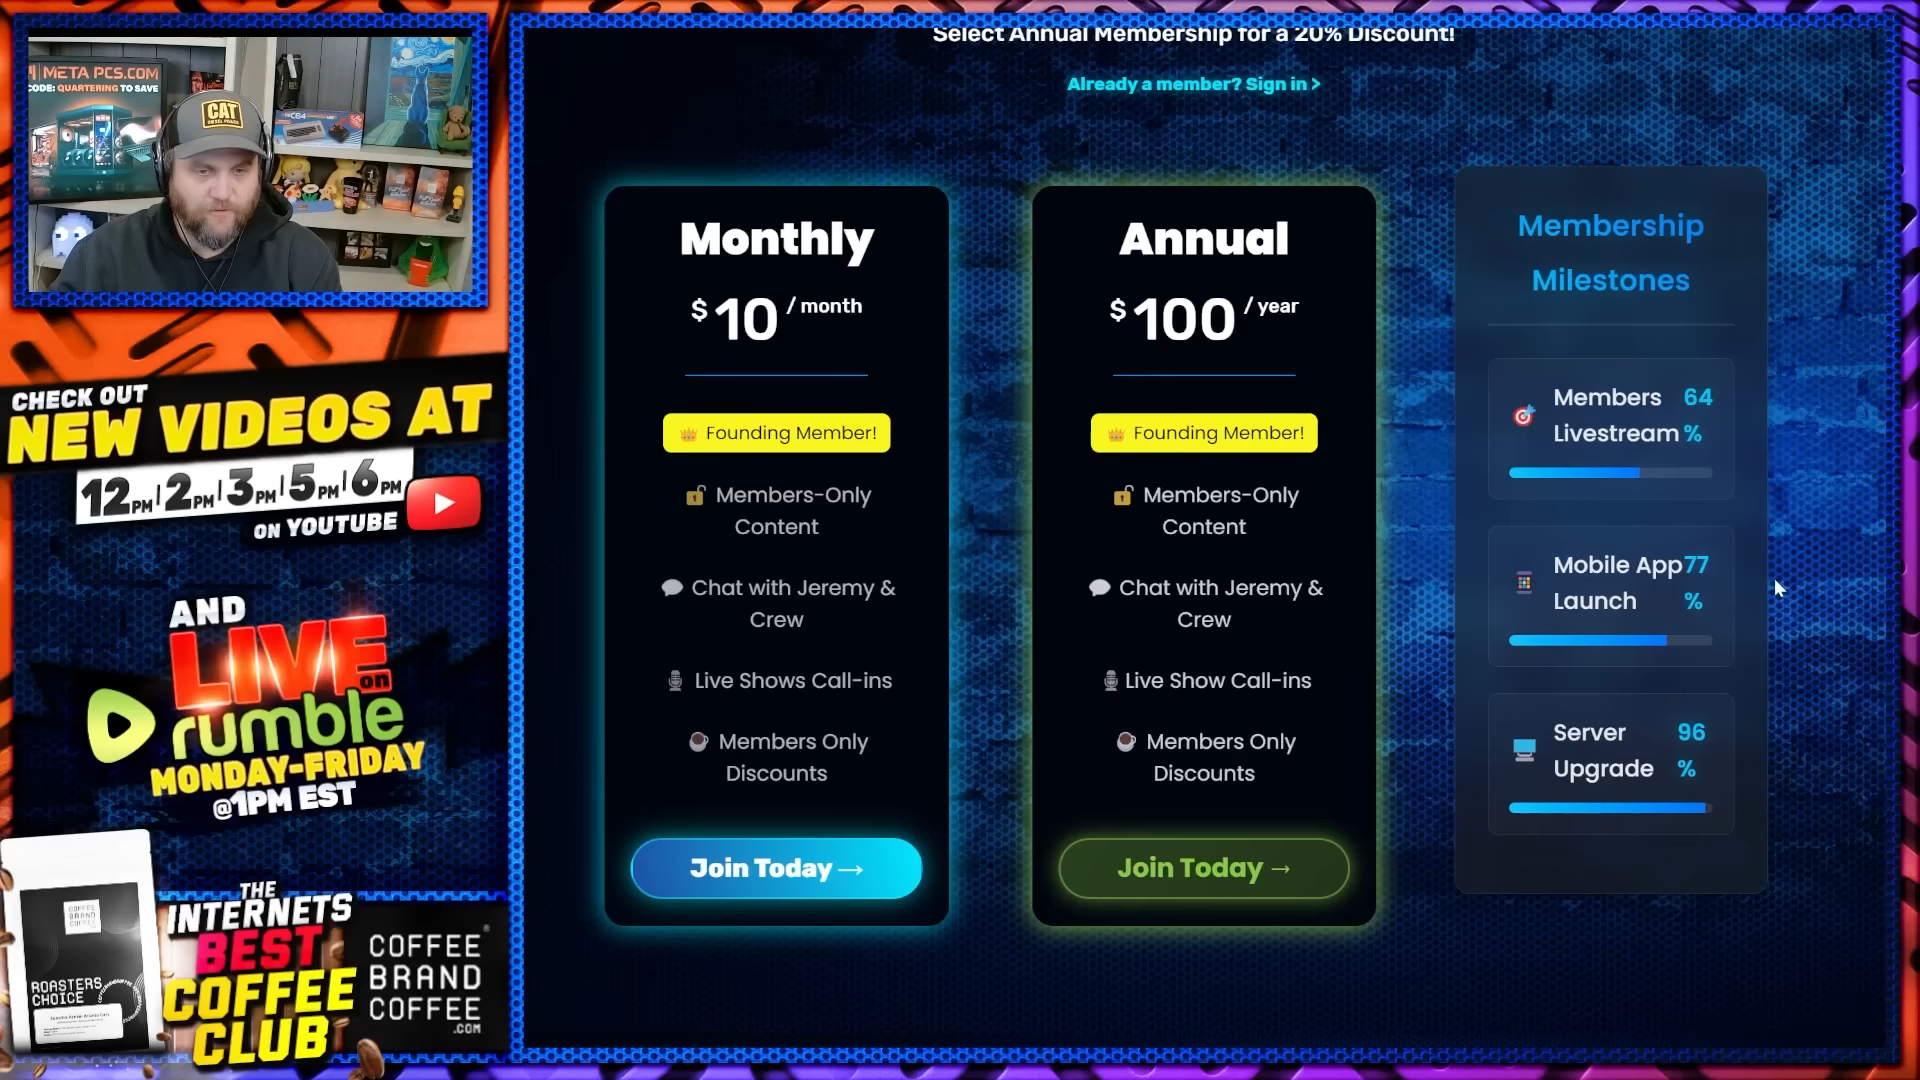 META PCS.COM
CODE: QUARTERING TO SAVE
CAT
C64
CHECK OUT
NEW VIDEOS AT
12PM | 2PM | 3PM | 5PM | 6PM
ON YOUTUBE
AND
LIVE
on
rumble
MONDAY-FRIDAY
@1PM EST
COFFEE
BRAND
COFFEE
ROASTERS
CHOICE
THE
INTERNETS
BEST
COFFEE
CLUB
COFFEE
BRAND
COFFEE
.COM
Select Annual Membership for a 20% Discount!
Already a member? Sign in >
Monthly
$10 / month
Founding Member!
Members-Only
Content
Chat with Jeremy &
Crew
Live Shows Call-ins
Members Only
Discounts
Join Today →
Annual
$100 / year
Founding Member!
Members-Only
Content
Chat with Jeremy &
Crew
Live Show Call-ins
Members Only
Discounts
Join Today →
Membership
Milestones
Members 64
Livestream %
Mobile App 77
Launch %
Server 96
Upgrade %